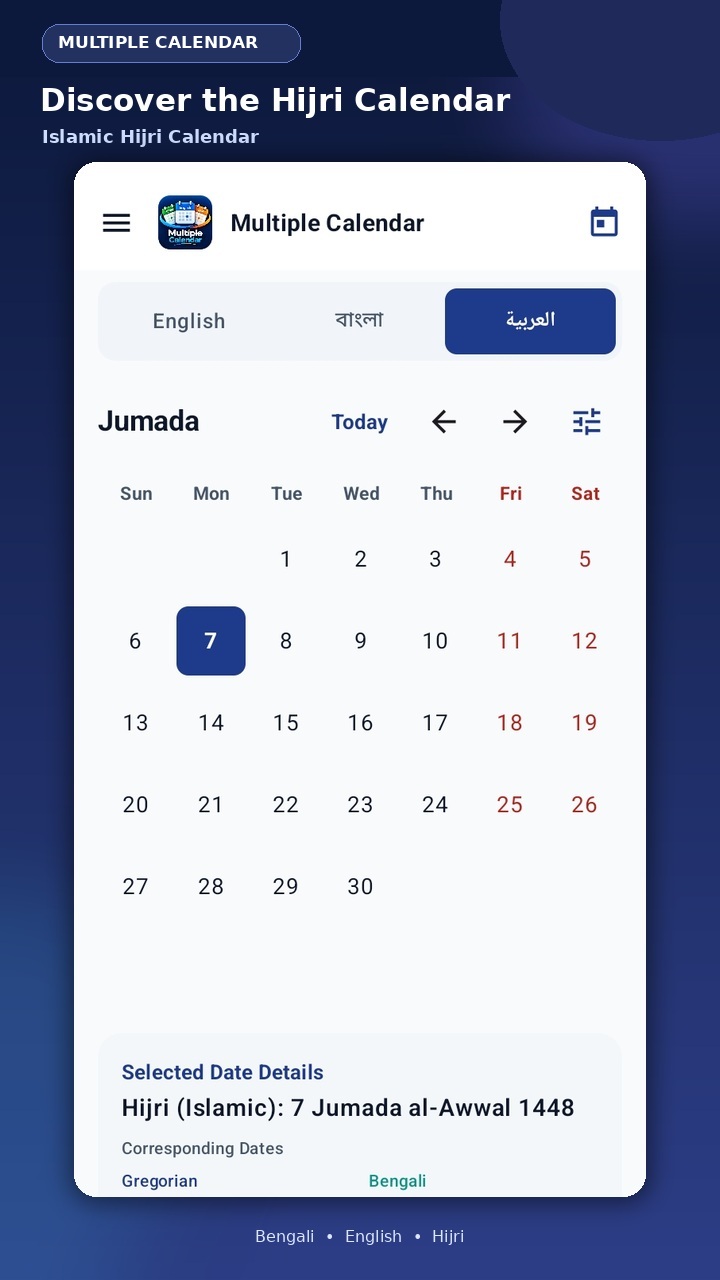 MULTIPLE CALENDAR
Discover the Hijri Calendar
Islamic Hijri Calendar
Multiple Calendar
Multiple Calendar
English বাংলা العربية
Jumada Today
Sun Mon Tue Wed Thu Fri Sat
1 2 3 4 5
6 7 8 9 10 11 12
13 14 15 16 17 18 19
20 21 22 23 24 25 26
27 28 29 30
Selected Date Details
Hijri (Islamic): 7 Jumada al-Awwal 1448
Corresponding Dates
Gregorian Bengali
Bengali • English • Hijri